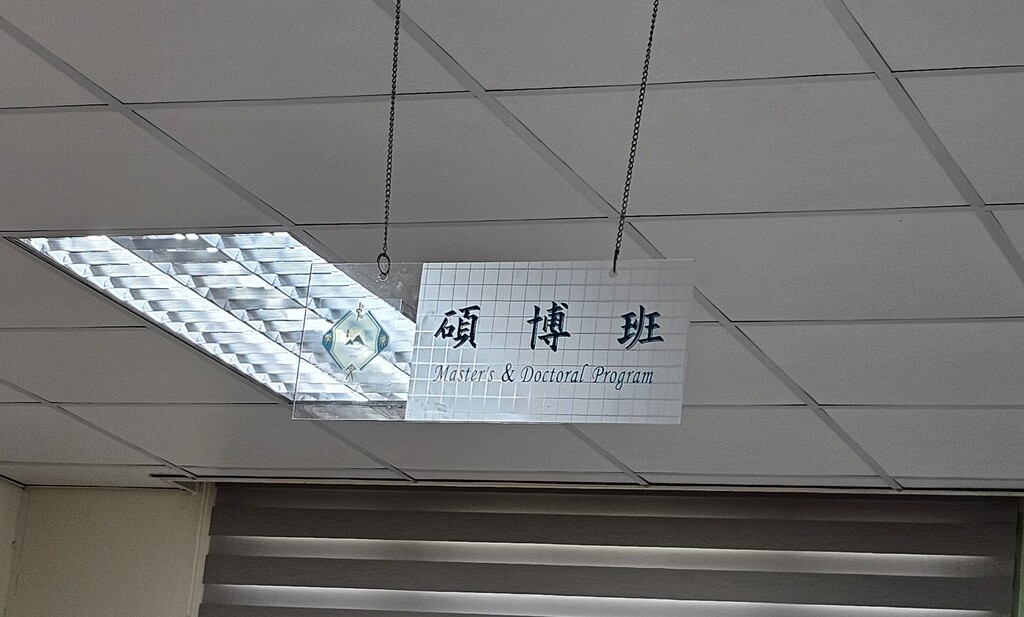 碩博班
Master's & Doctoral Program